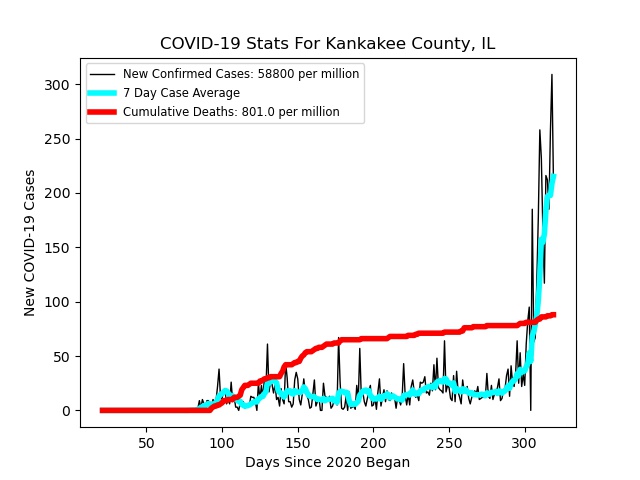 COVID-19 Stats For Kankakee County, IL
New Confirmed Cases: 58800 per million
7 Day Case Average
Cumulative Deaths: 801.0 per million
New COVID-19 Cases
300
250
200
150
100
50
0
50 100 150 200 250 300
Days Since 2020 Began